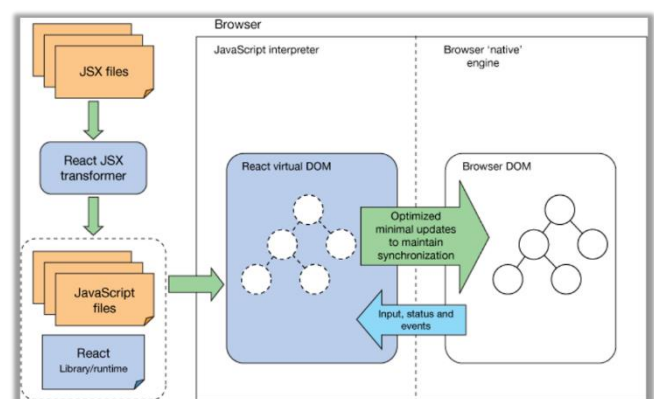 Browser
JSX files
React JSX
transformer
JavaScript
files
React
Library/runtime
JavaScript interpreter
Browser ‘native’
engine
React virtual DOM
Browser DOM
Optimized
minimal updates
to maintain
synchronization
Input, status and
events